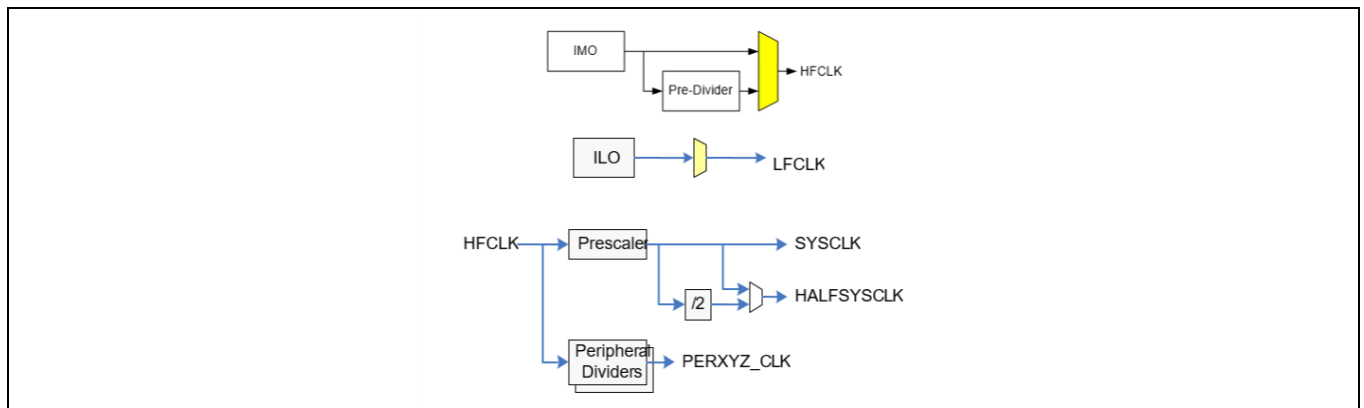 IMO
Pre-Divider
HFCLK
ILO
LFCLK
HFCLK
Prescaler
SYSCLK
/2
HALFSYSCLK
Peripheral
Dividers
PERXYZ_CLK